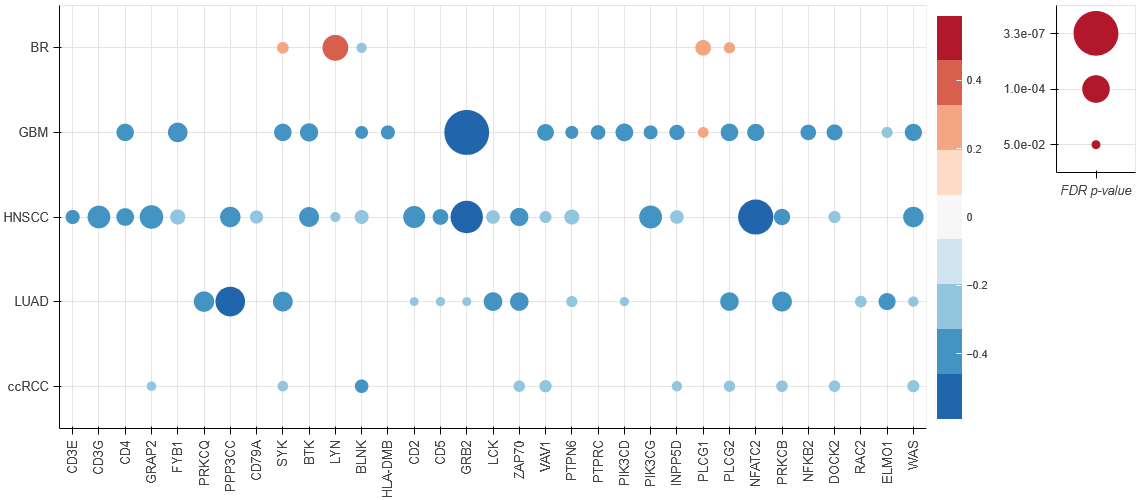 BR
GBM
HNSCC
LUAD
ccRCC
CD3E
CD3G
CD4
GRAP2
FYB1
PRKCQ
PPP3CC
CD79A
SYK
BTK
LYN
BLNK
HLA-DMB
CD2
CD5
GRB2
LCK
ZAP70
VAV1
PTPN6
PTPRC
PIK3CD
PIK3CG
INPP5D
PLCG1
PLCG2
NFATC2
PRKCB
NFKB2
DOCK2
RAC2
ELMO1
WAS
0.4
0.2
0
−0.2
−0.4
3.3e-07
1.0e-04
5.0e-02
FDR p-value